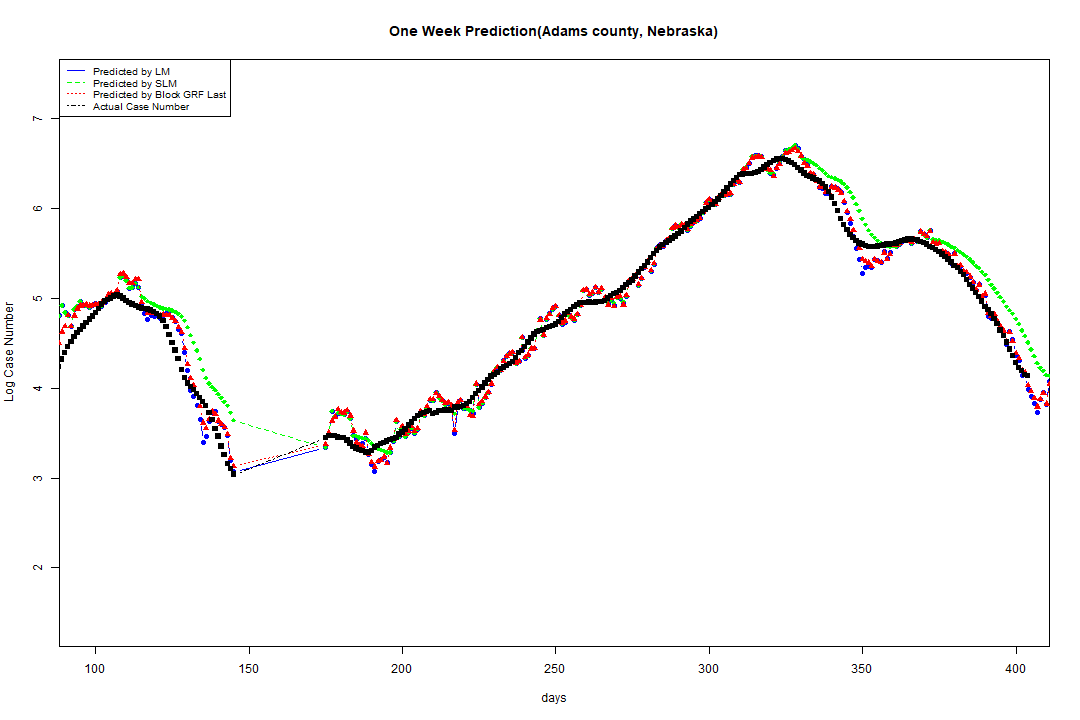 One Week Prediction(Adams county, Nebraska)
Predicted by LM
Predicted by SLM
Predicted by Block GRF Last
Actual Case Number
7
6
5
4
3
2
Log Case Number
100 150 200 250 300 350 400
days